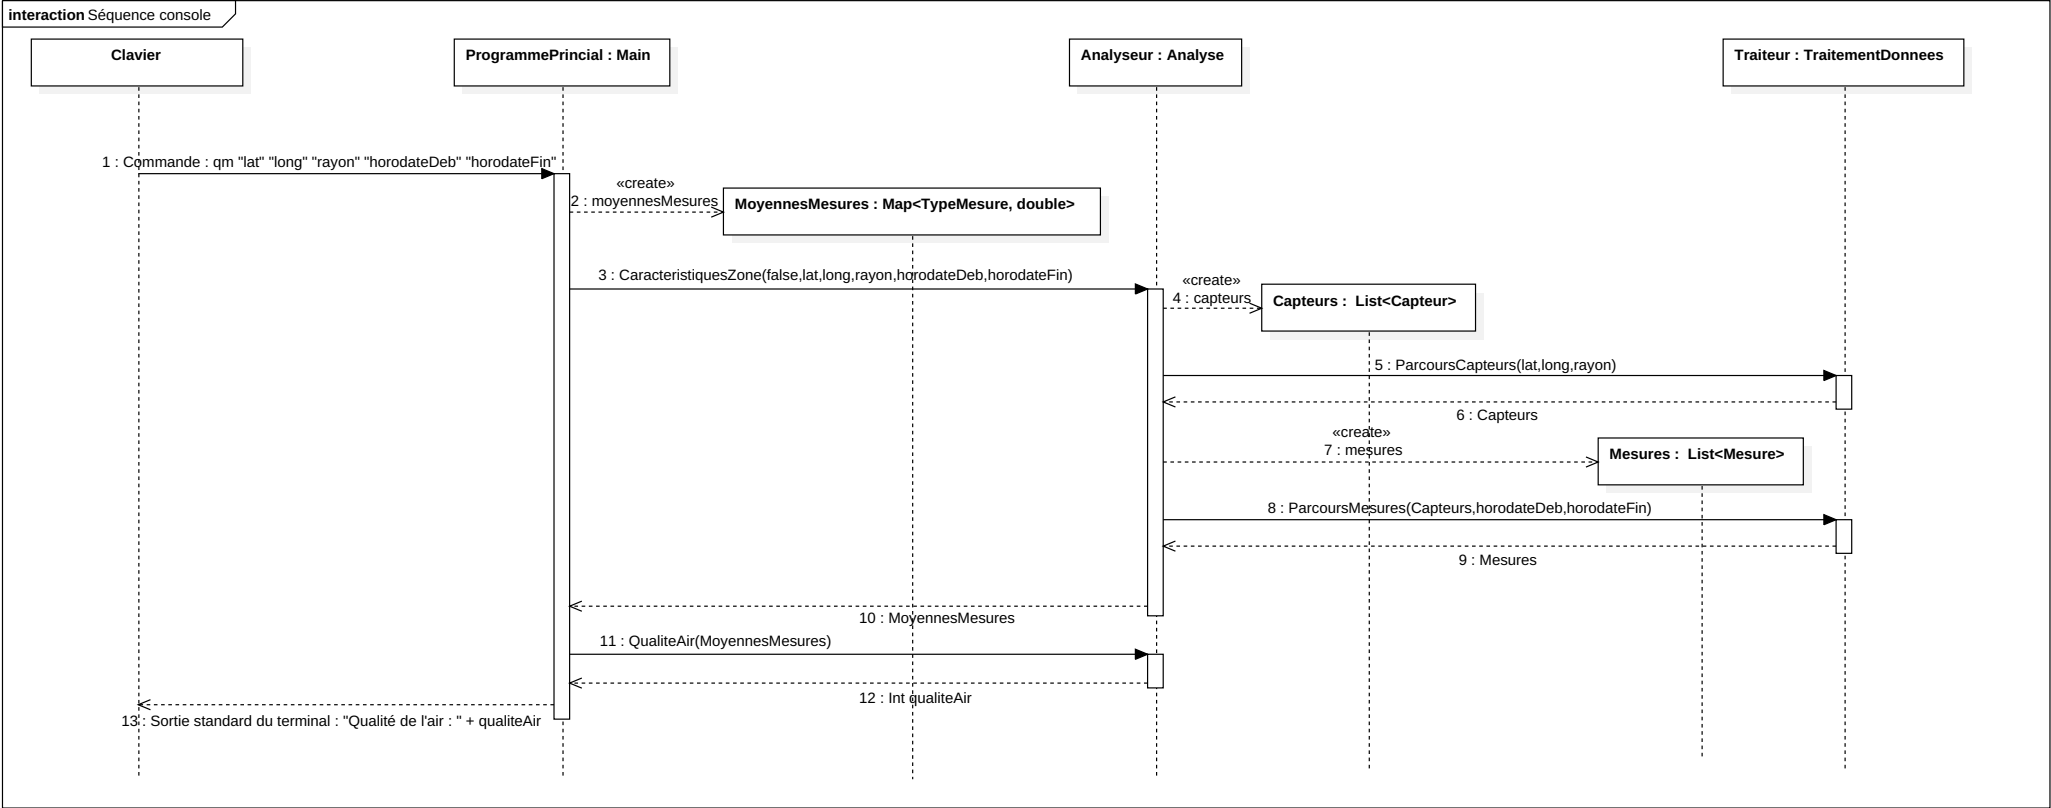 interaction Séquence console
Clavier
ProgrammePrincial : Main
Analyseur : Analyse
Traiteur : TraitementDonnees
1 : Commande : qm "lat" "long" "rayon" "horodateDeb" "horodateFin"
«create»
2 : moyennesMesures
MoyennesMesures : Map<TypeMesure, double>
3 : CaracteristiquesZone(false,lat,long,rayon,horodateDeb,horodateFin)
«create»
4 : capteurs
Capteurs :  List<Capteur>
5 : ParcoursCapteurs(lat,long,rayon)
6 : Capteurs
«create»
7 : mesures
Mesures :  List<Mesure>
8 : ParcoursMesures(Capteurs,horodateDeb,horodateFin)
9 : Mesures
10 : MoyennesMesures
11 : QualiteAir(MoyennesMesures)
12 : Int qualiteAir
13 : Sortie standard du terminal : "Qualité de l'air : " + qualiteAir